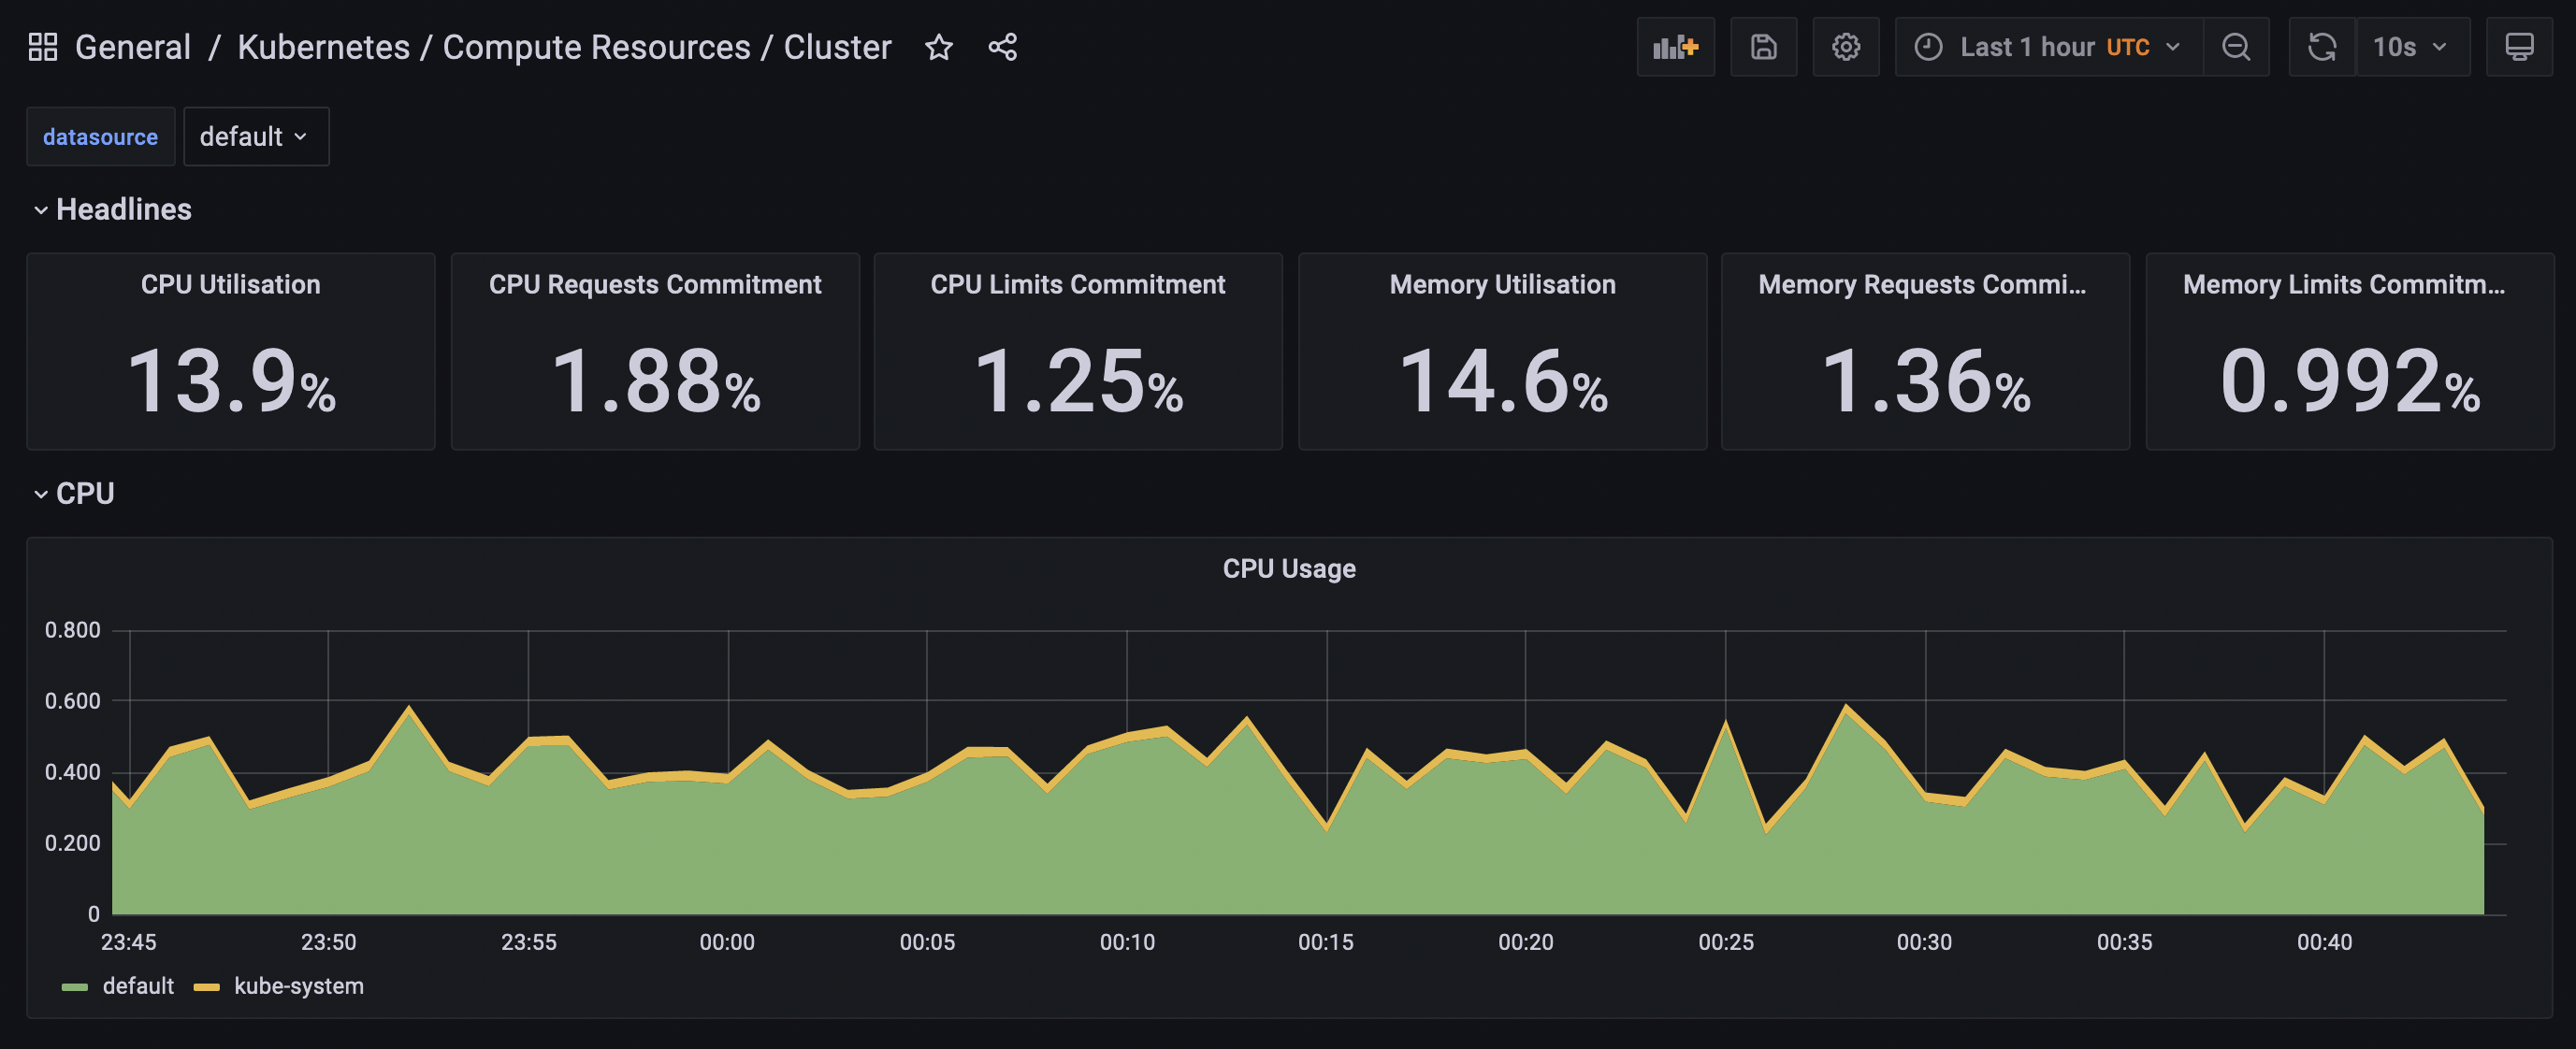 General / Kubernetes / Compute Resources / Cluster
Last 1 hour UTC
10s
datasource
default
Headlines
CPU Utilisation
13.9%
CPU Requests Commitment
1.88%
CPU Limits Commitment
1.25%
Memory Utilisation
14.6%
Memory Requests Commi...
1.36%
Memory Limits Commitm...
0.992%
CPU
CPU Usage
0.800
0.600
0.400
0.200
0
23:45 23:50 23:55 00:00 00:05 00:10 00:15 00:20 00:25 00:30 00:35 00:40
default kube-system